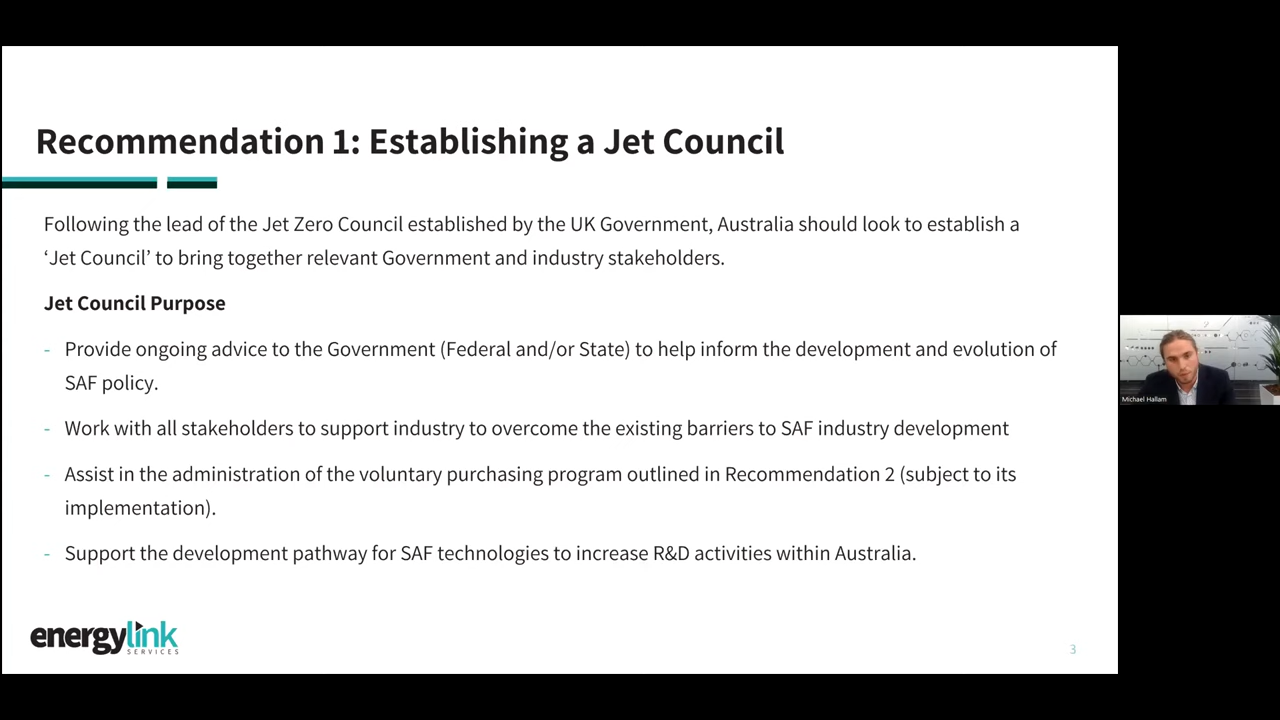 Recommendation 1: Establishing a Jet Council
Following the lead of the Jet Zero Council established by the UK Government, Australia should look to establish a
‘Jet Council’ to bring together relevant Government and industry stakeholders.
Jet Council Purpose
- Provide ongoing advice to the Government (Federal and/or State) to help inform the development and evolution of
SAF policy.
- Work with all stakeholders to support industry to overcome the existing barriers to SAF industry development
- Assist in the administration of the voluntary purchasing program outlined in Recommendation 2 (subject to its
implementation).
- Support the development pathway for SAF technologies to increase R&D activities within Australia.
energylink
SERVICES
3
Michael Hallam